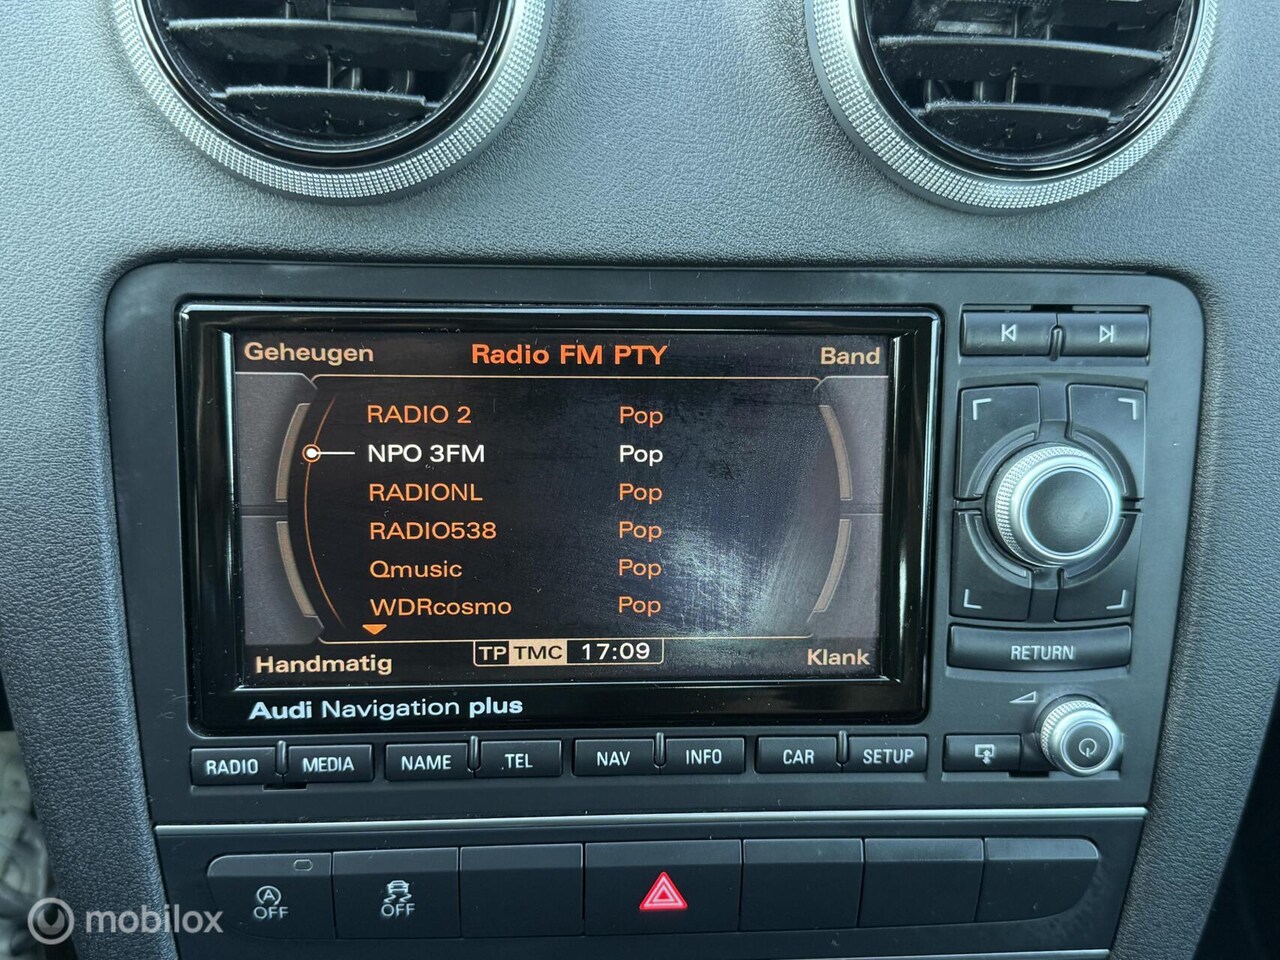 Geheugen Radio FM PTY Band
RADIO 2 Pop
NPO 3FM Pop
RADIONL Pop
RADIO538 Pop
Qmusic Pop
WDRcosmo Pop
Handmatig TP TMC 17:09 Klank
RETURN
Audi Navigation plus
RADIO MEDIA NAME TEL NAV INFO CAR SETUP
A OFF OFF
mobilox